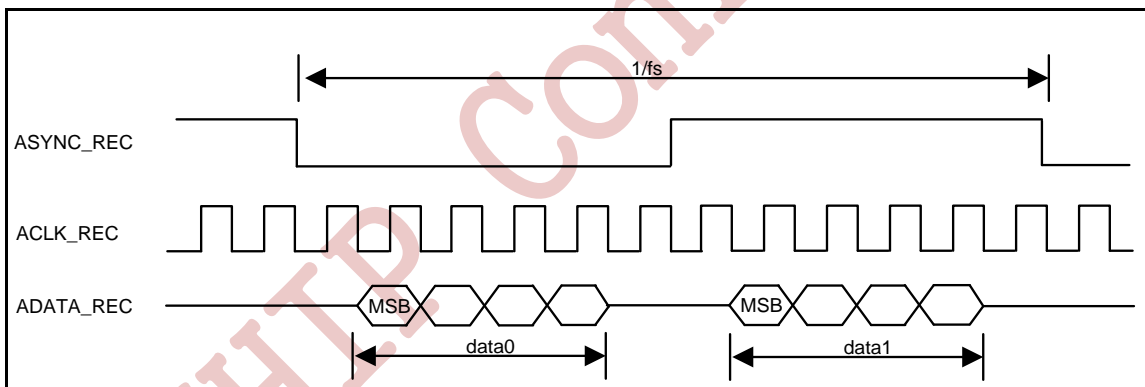 1/fs
ASYNC_REC
ACLK_REC
ADATA_REC
MSB
MSB
data0
data1